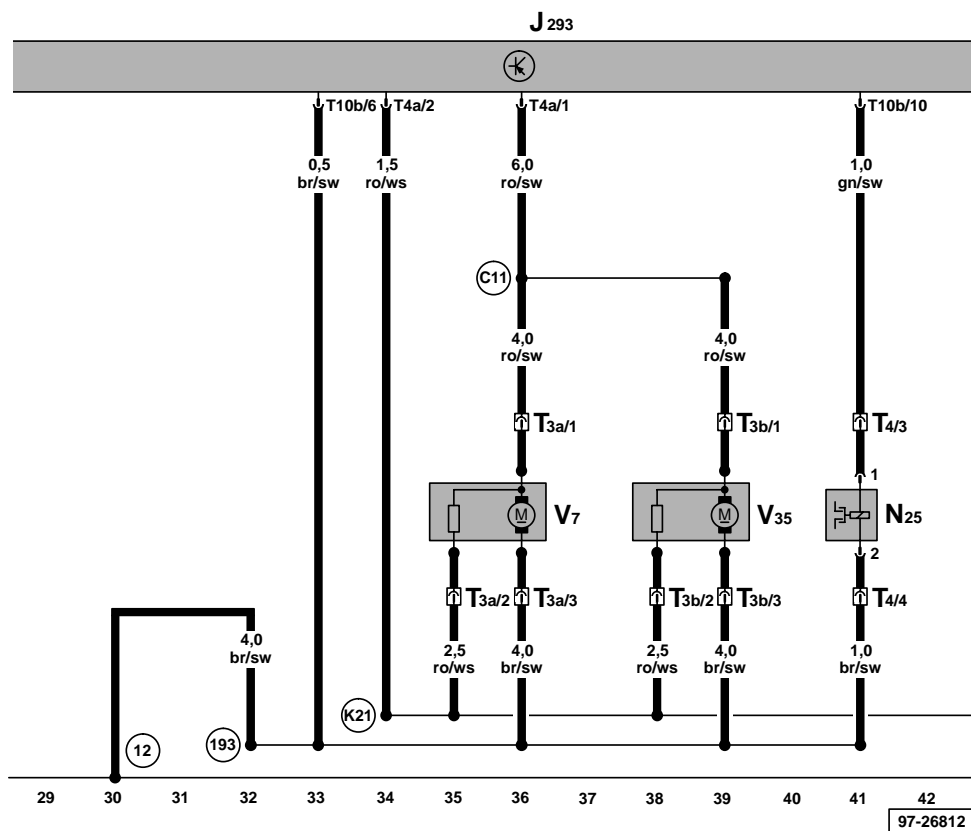 J 293
T10b/6 T4a/2 T4a/1 T10b/10
0,5 1,5 6,0 1,0
br/sw ro/ws ro/sw gn/sw
C11
4,0 4,0
ro/sw ro/sw
T3a/1 T3b/1 T4/3
1
M V7 M V35 N25
2
T3a/2 T3a/3 T3b/2 T3b/3 T4/4
4,0
br/sw
2,5 4,0 2,5 4,0 1,0
ro/ws br/sw ro/ws br/sw br/sw
K21
12 193
29 30 31 32 33 34 35 36 37 38 39 40 41 42
97-26812